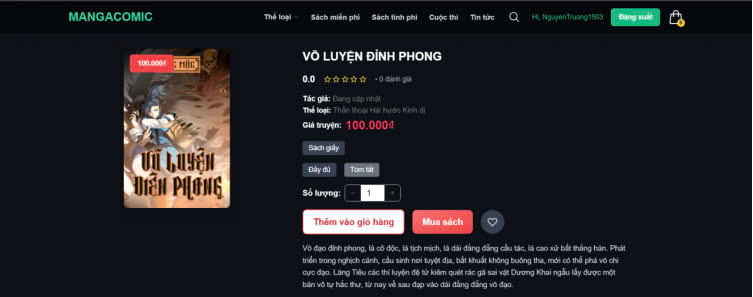 MANGACOMIC
Thể loại
Sách miễn phí
Sách tính phí
Cuộc thi
Tin tức
Hi, NguyenTruong1503
Đăng xuất
0
100.000₫
MẶC
VÕ LUYỆN
ĐIÊN PHONG
VÕ LUYỆN ĐỈNH PHONG
0.0
• 0 đánh giá
Tác giả: Đang cập nhật
Thể loại: Thần thoại Hài hước Kinh dị
Giá truyện: 100.000₫
Sách giấy
Đầy đủ Tóm tắt
Số lượng: − 1 +
Thêm vào giỏ hàng Mua sách
Võ đạo đỉnh phong, là cô độc, là tịch mịch, là dài đằng đẵng cầu tác, là cao xử bất thắng hàn. Phát
triển trong nghịch cảnh, cầu sinh nơi tuyệt địa, bất khuất không buông tha, mới có thể phá võ chi
cực đạo. Lăng Tiêu các thí luyện đệ tử kiêm quét rác gã sai vặt Dương Khai ngẫu lấy được một
bản vô tự hắc thư, từ nay về sau đạp vào dài đằng đẵng võ đạo.